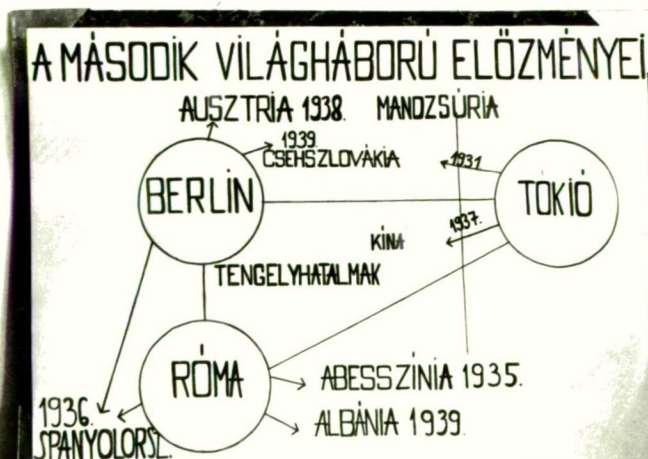 A MÁSODIK VILÁGHÁBORÚ ELŐZMÉNYEI
AUSZTRIA 1938. MANDZSÚRIA
1939.
CSEHSZLOVÁKIA
1931
BERLIN
TOKIÓ
1937.
KÍNA
TENGELYHATALMAK
RÓMA
ABESSZÍNIA 1935.
ALBÁNIA 1939.
1936.
SPANYOLORSZ.